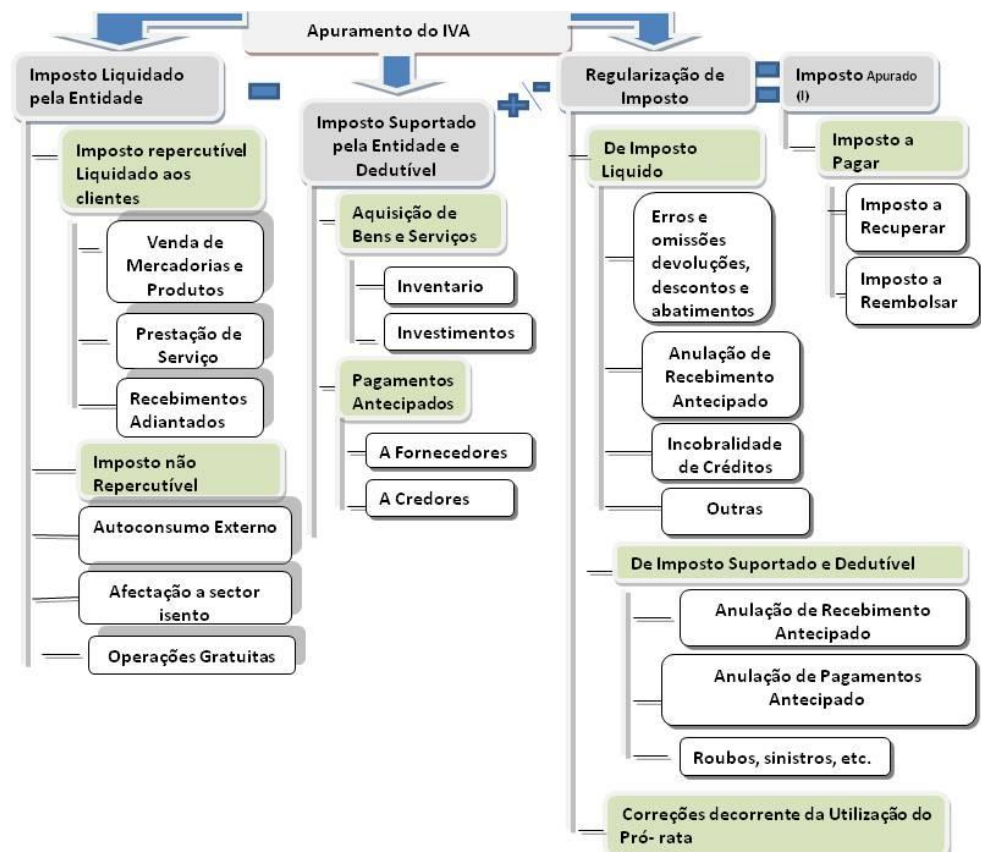 Apuramento do IVA
Imposto Liquidado
pela Entidade
Imposto repercutível
Liquidado aos
clientes
Venda de
Mercadorias e
Produtos
Prestação de
Serviço
Recebimentos
Adiantados
Imposto não
Repercutível
Autoconsumo Externo
Afectação a sector
isento
Operações Gratuitas
-
Imposto Suportado
pela Entidade e
Dedutível
Aquisição de
Bens e Serviços
Inventario
Investimentos
Pagamentos
Antecipados
A Fornecedores
A Credores
+/-
Regularização de
Imposto
De Imposto
Liquido
Erros e
omissões
devoluções,
descontos e
abatimentos
Anulação de
Recebimento
Antecipado
Incobralidade
de Créditos
Outras
De Imposto Suportado e Dedutível
Anulação de Recebimento
Antecipado
Anulação de Pagamentos
Antecipado
Roubos, sinistros, etc.
Correções decorrente da Utilização do
Pró- rata
=
Imposto Apurado
(I)
Imposto a
Pagar
Imposto a
Recuperar
Imposto a
Reembolsar